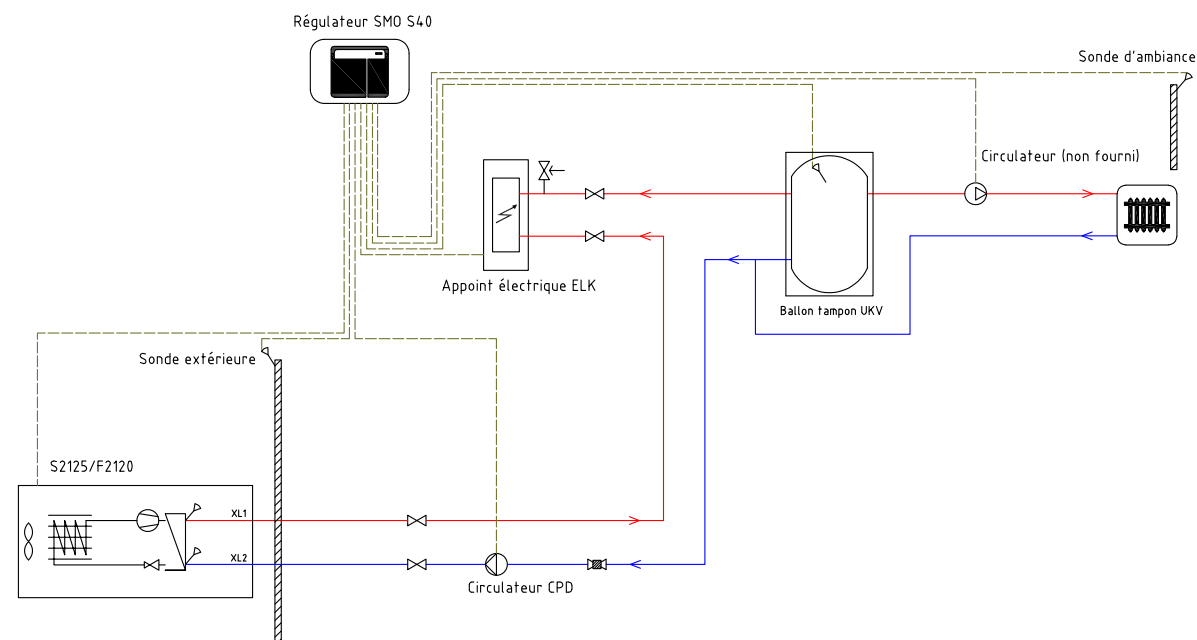 Régulateur SMO S40
Sonde d'ambiance
Circulateur (non fourni)
Appoint électrique ELK
Ballon tampon UKV
Sonde extérieure
S2125/F2120
XL1
XL2
Circulateur CPD